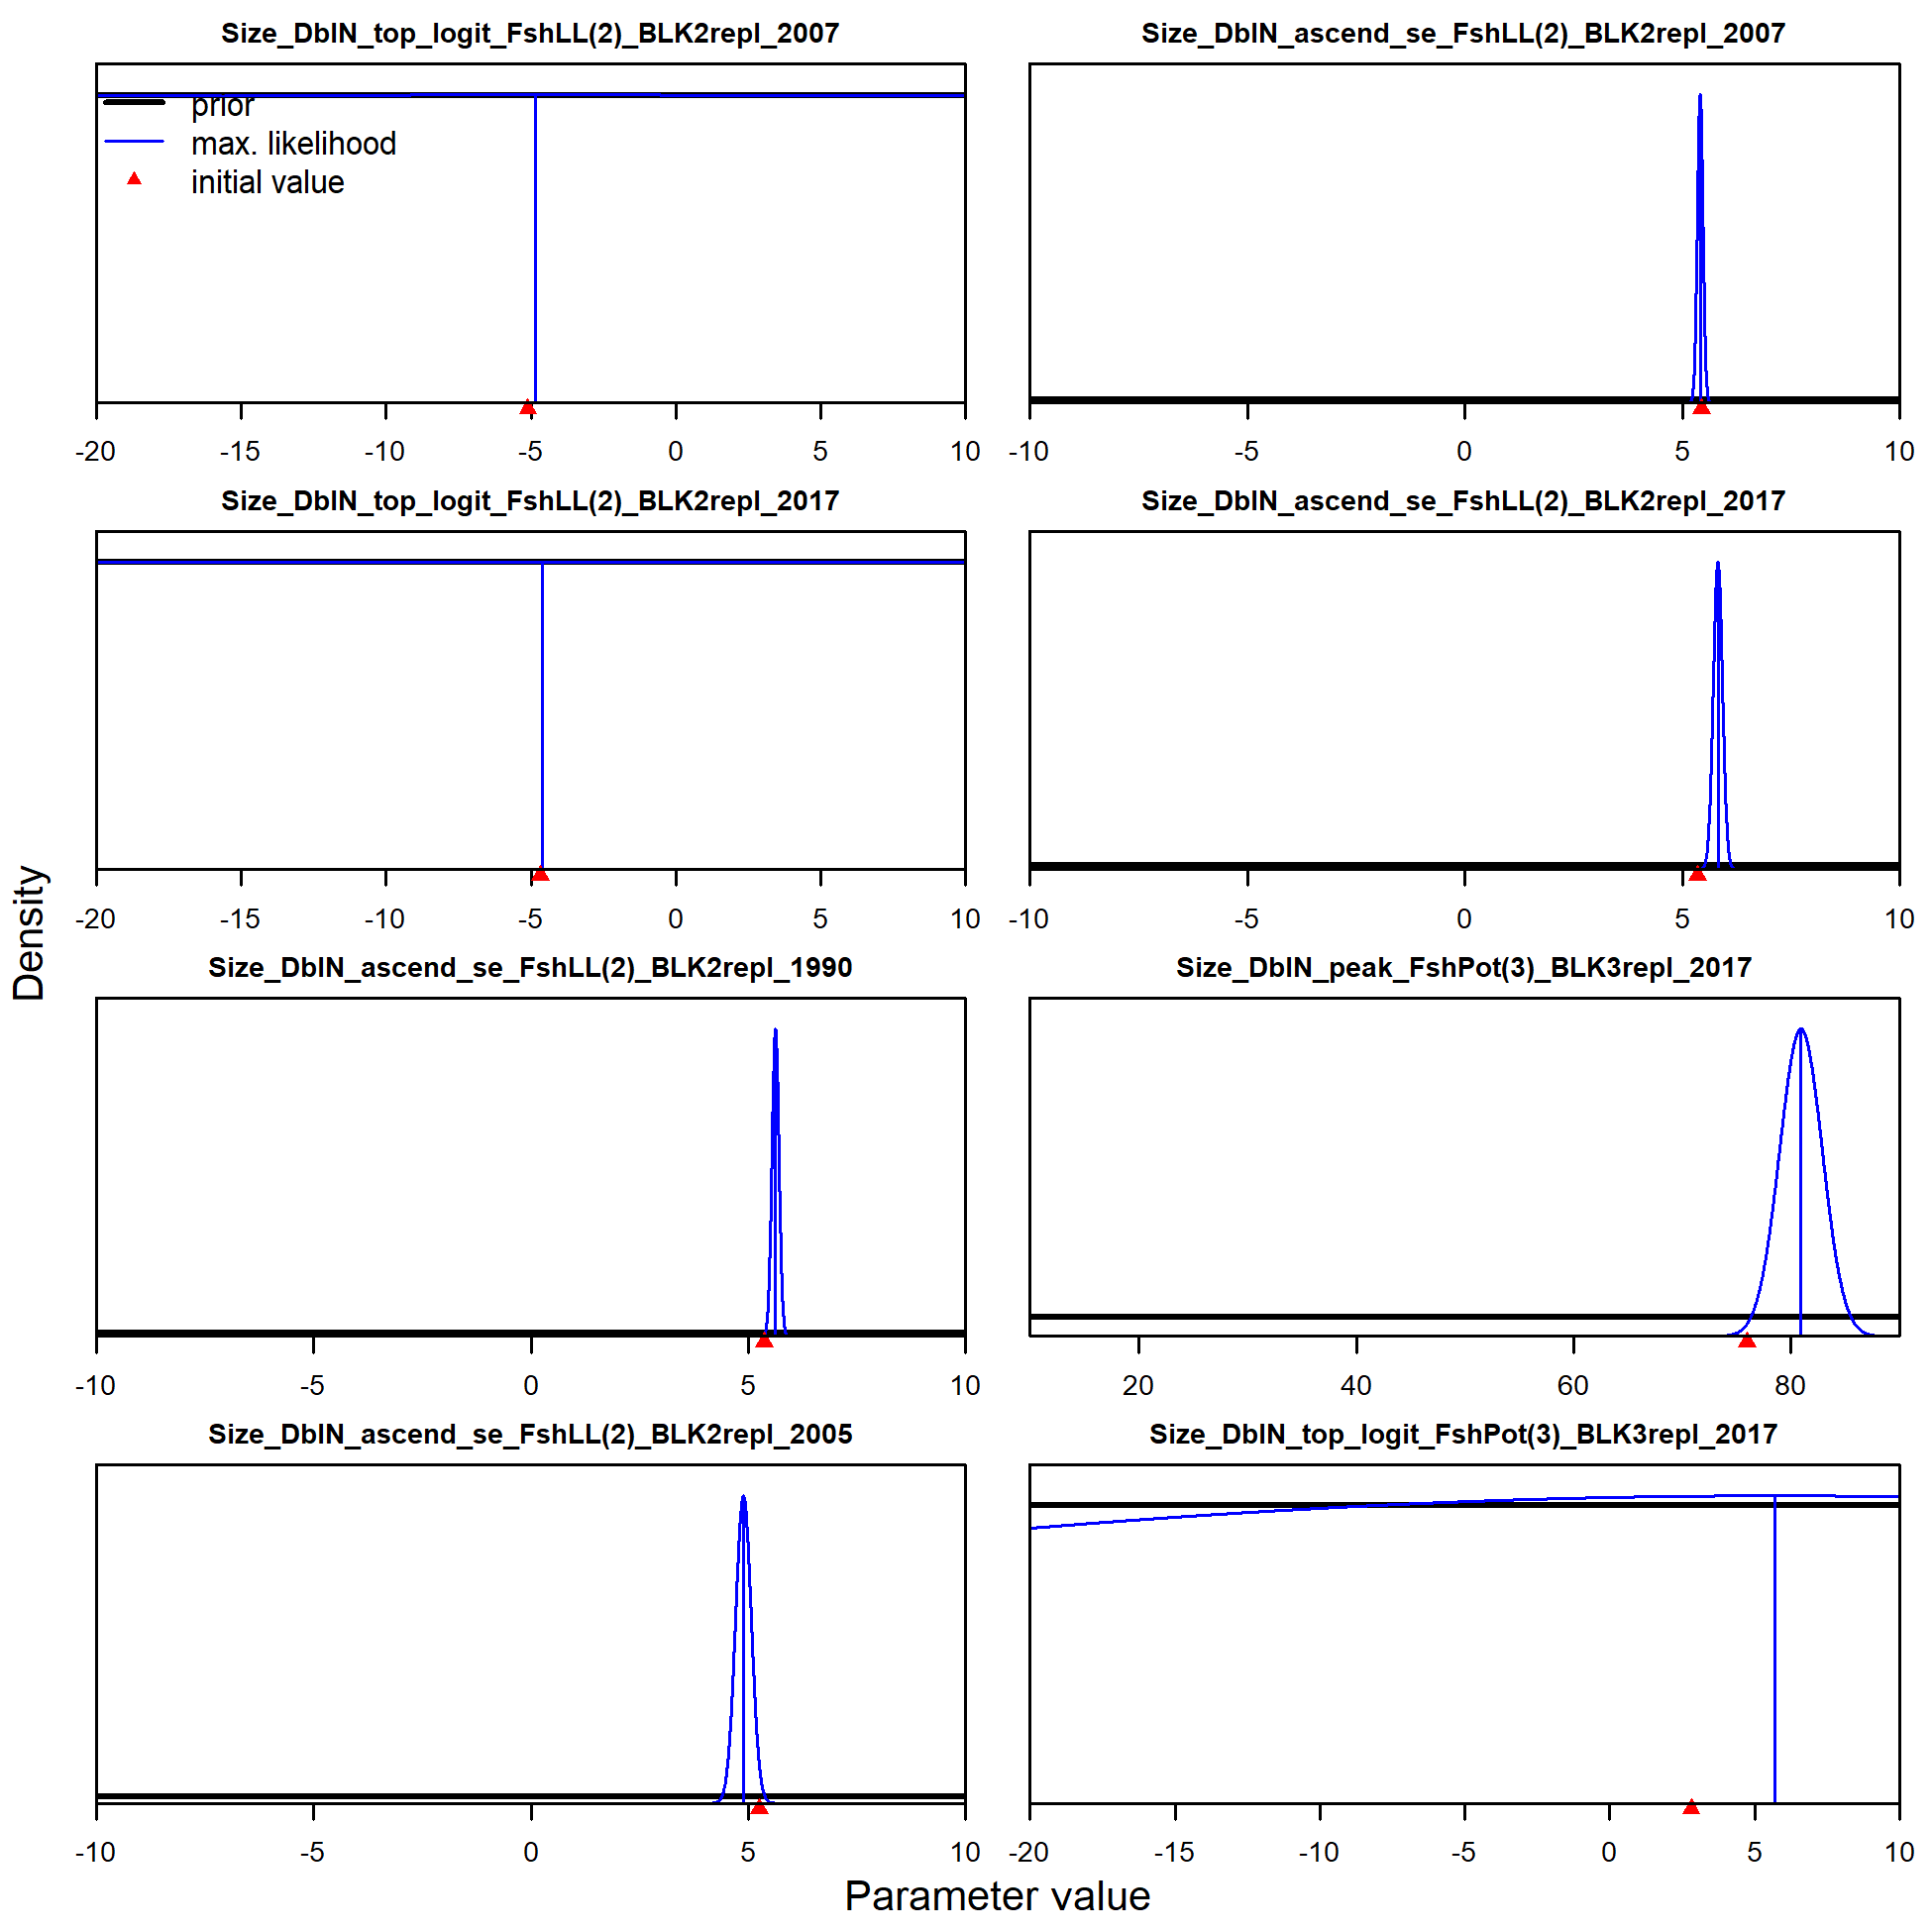 Size_DblN_top_logit_FshLL(2)_BLK2repl_2007
prior
max. likelihood
initial value
-20 -15 -10 -5 0 5 10
Size_DblN_ascend_se_FshLL(2)_BLK2repl_2007
-10 -5 0 5 10
Size_DblN_top_logit_FshLL(2)_BLK2repl_2017
-20 -15 -10 -5 0 5 10
Size_DblN_ascend_se_FshLL(2)_BLK2repl_2017
-10 -5 0 5 10
Size_DblN_ascend_se_FshLL(2)_BLK2repl_1990
-10 -5 0 5 10
Size_DblN_peak_FshPot(3)_BLK3repl_2017
20 40 60 80
Size_DblN_ascend_se_FshLL(2)_BLK2repl_2005
-10 -5 0 5 10
Size_DblN_top_logit_FshPot(3)_BLK3repl_2017
-20 -15 -10 -5 0 5 10
Density
Parameter value